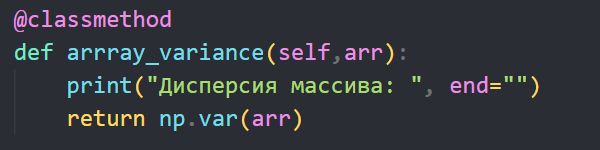 @classmethod
def arrray_variance(self,arr):
print("Дисперсия массива: ", end="")
return np.var(arr)